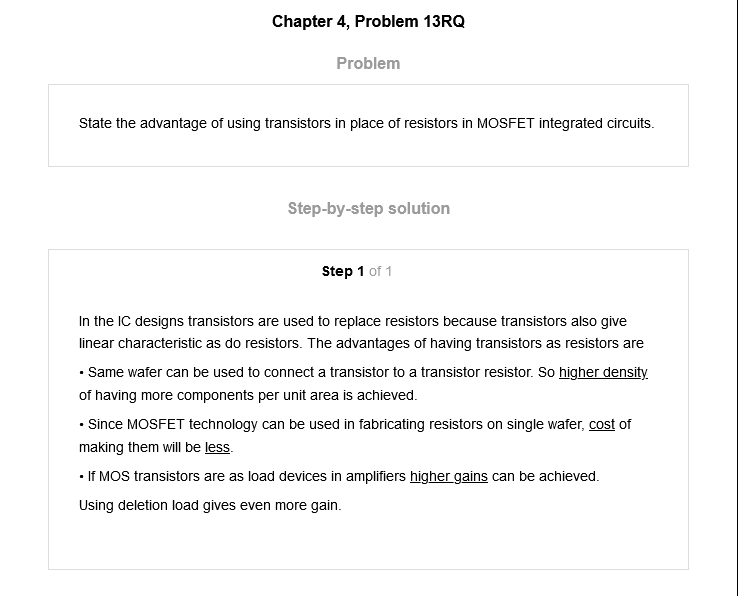 Chapter 4, Problem 13RQ
Problem
State the advantage of using transistors in place of resistors in MOSFET integrated circuits.
Step-by-step solution
Step 1 of 1
In the IC designs transistors are used to replace resistors because transistors also give
linear characteristic as do resistors. The advantages of having transistors as resistors are
• Same wafer can be used to connect a transistor to a transistor resistor. So higher density
of having more components per unit area is achieved.
• Since MOSFET technology can be used in fabricating resistors on single wafer, cost of
making them will be less.
• If MOS transistors are as load devices in amplifiers higher gains can be achieved.
Using deletion load gives even more gain.